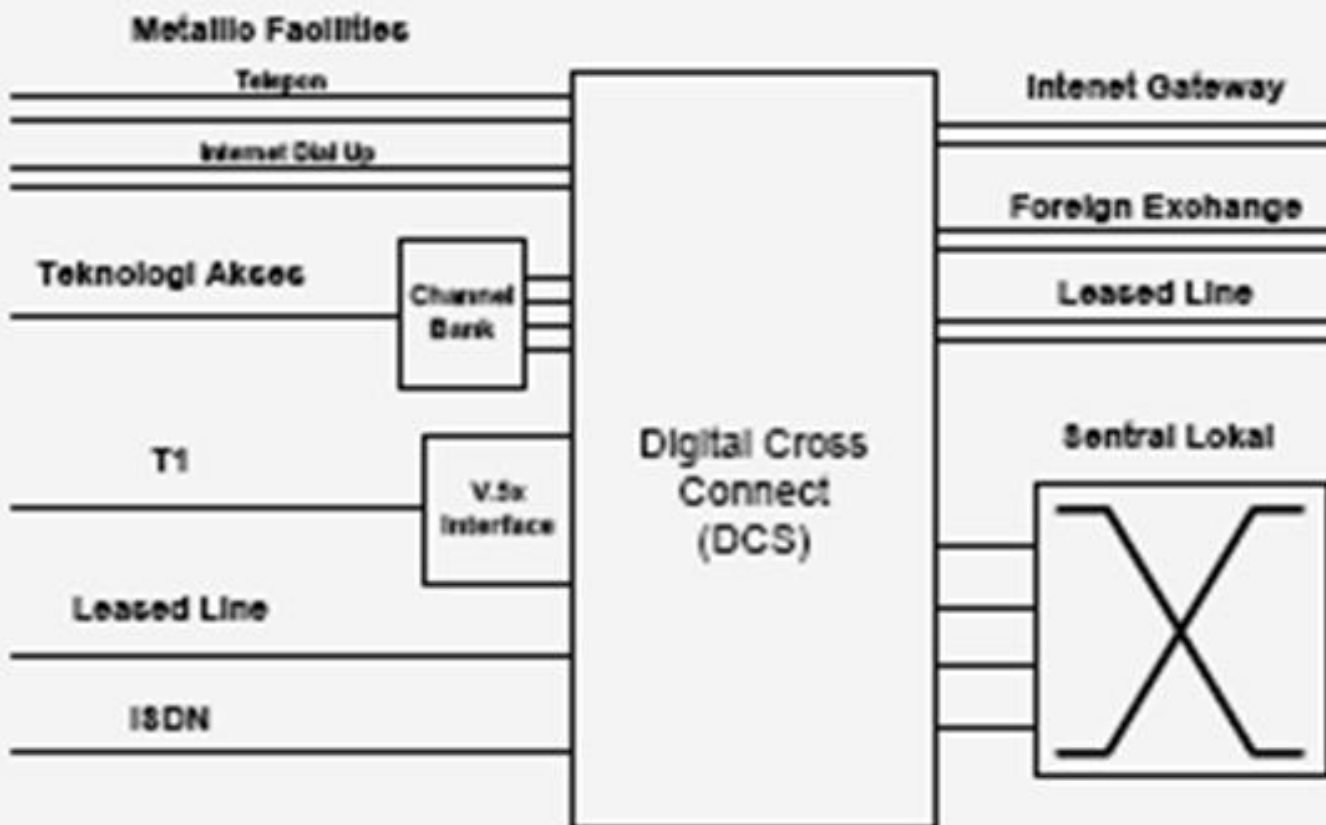 Metallic Facilities
Telepon
Internet Dial Up
Teknologi Akses
Channel
Bank
T1
V.5x
Interface
Leased Line
ISDN
Digital Cross
Connect
(DCS)
Intenet Gateway
Foreign Exchange
Leased Line
Sentral Lokal